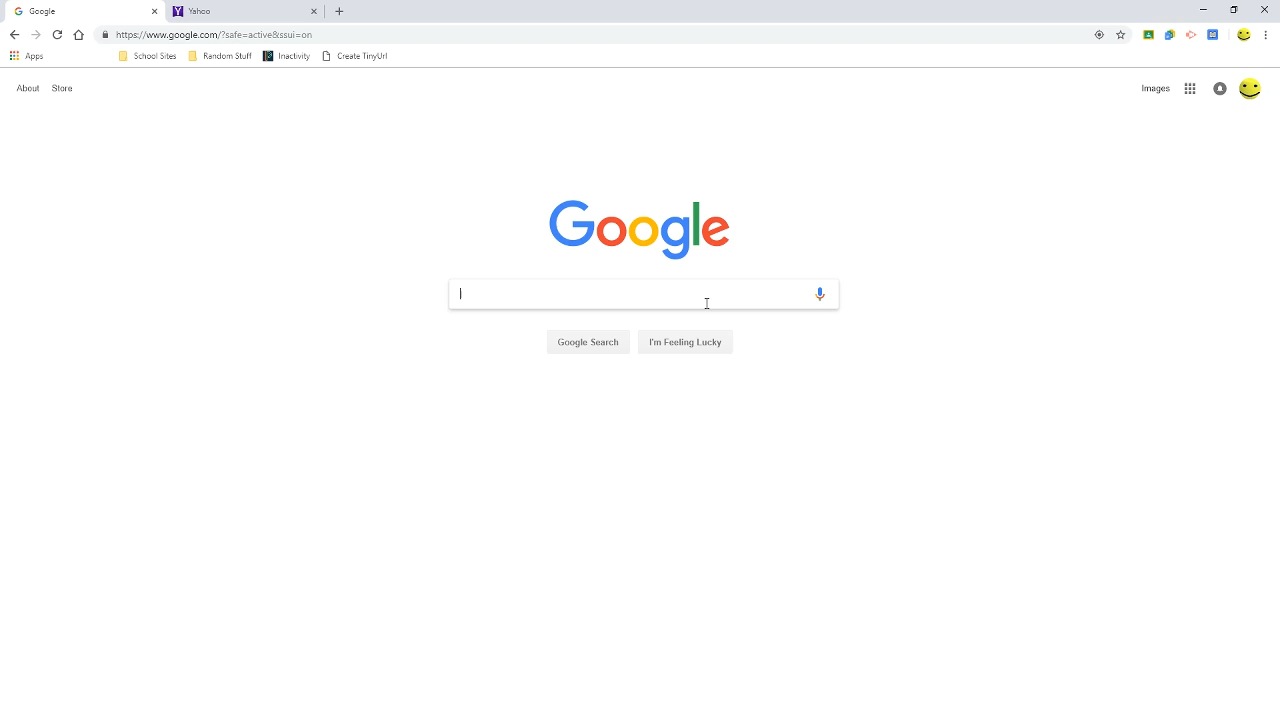 Google
Yahoo
https://www.google.com/?safe=active&ssui=on
Apps
School Sites
Random Stuff
Inactivity
Create TinyUrl
About
Store
Images
Google
Google Search
I'm Feeling Lucky